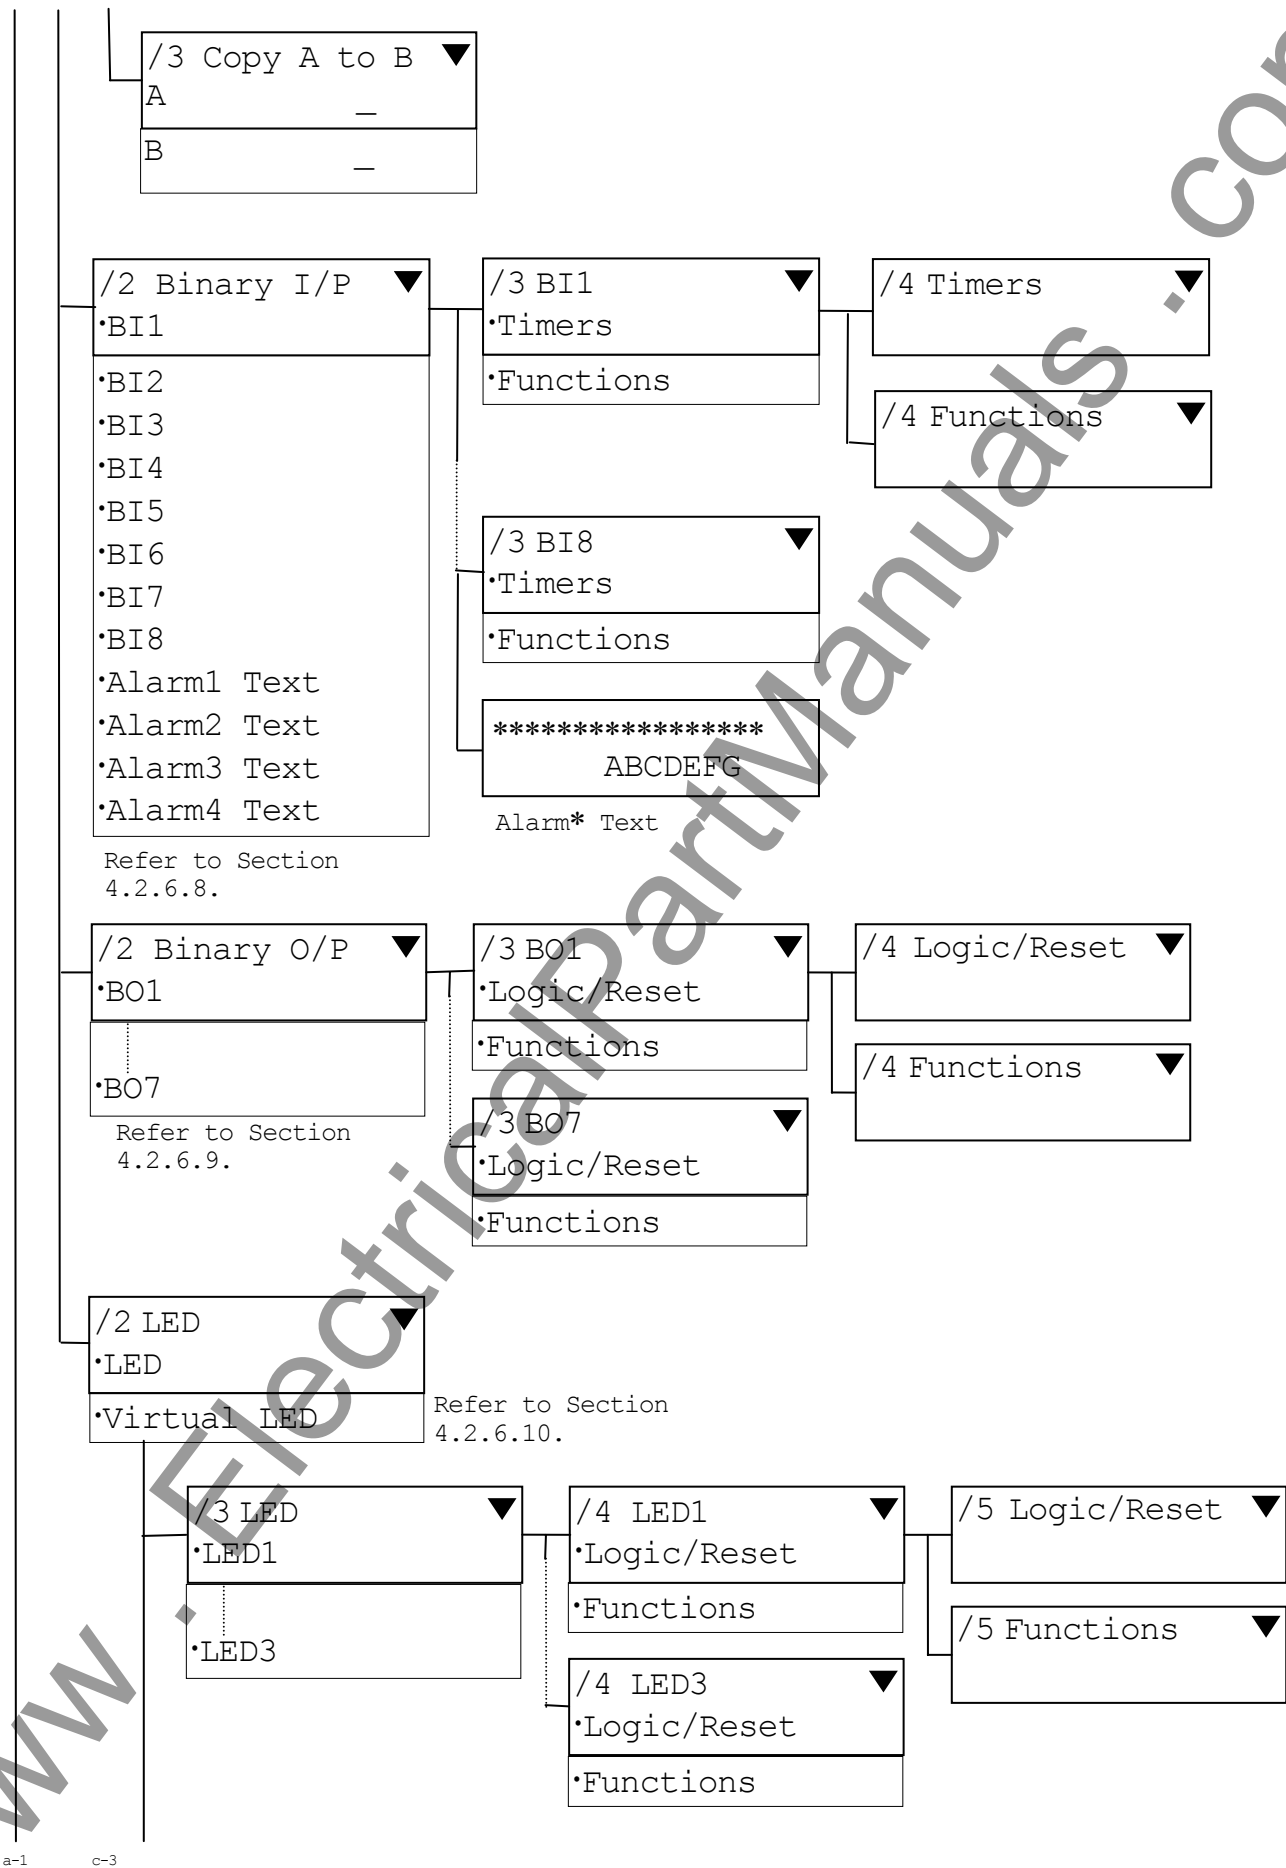 /3 Copy A to B ▼
A _
B _
/2 Binary I/P ▼
·BI1
·BI2
·BI3
·BI4
·BI5
·BI6
·BI7
·BI8
·Alarm1 Text
·Alarm2 Text
·Alarm3 Text
·Alarm4 Text
Refer to Section
4.2.6.8.
/3 BI1 ▼
·Timers
·Functions
/4 Timers ▼
/4 Functions ▼
/3 BI8 ▼
·Timers
·Functions
*****************
ABCDEFG
Alarm* Text
/2 Binary O/P ▼
·BO1
·BO7
Refer to Section
4.2.6.9.
/3 BO1 ▼
·Logic/Reset
·Functions
/4 Logic/Reset ▼
/4 Functions ▼
/3 BO7 ▼
·Logic/Reset
·Functions
/2 LED ▼
·LED
·Virtual LED
Refer to Section
4.2.6.10.
/3 LED ▼
·LED1
·LED3
/4 LED1 ▼
·Logic/Reset
·Functions
/5 Logic/Reset ▼
/5 Functions ▼
/4 LED3 ▼
·Logic/Reset
·Functions
a-1 c-3
ww . ElectricalPartManuals . con